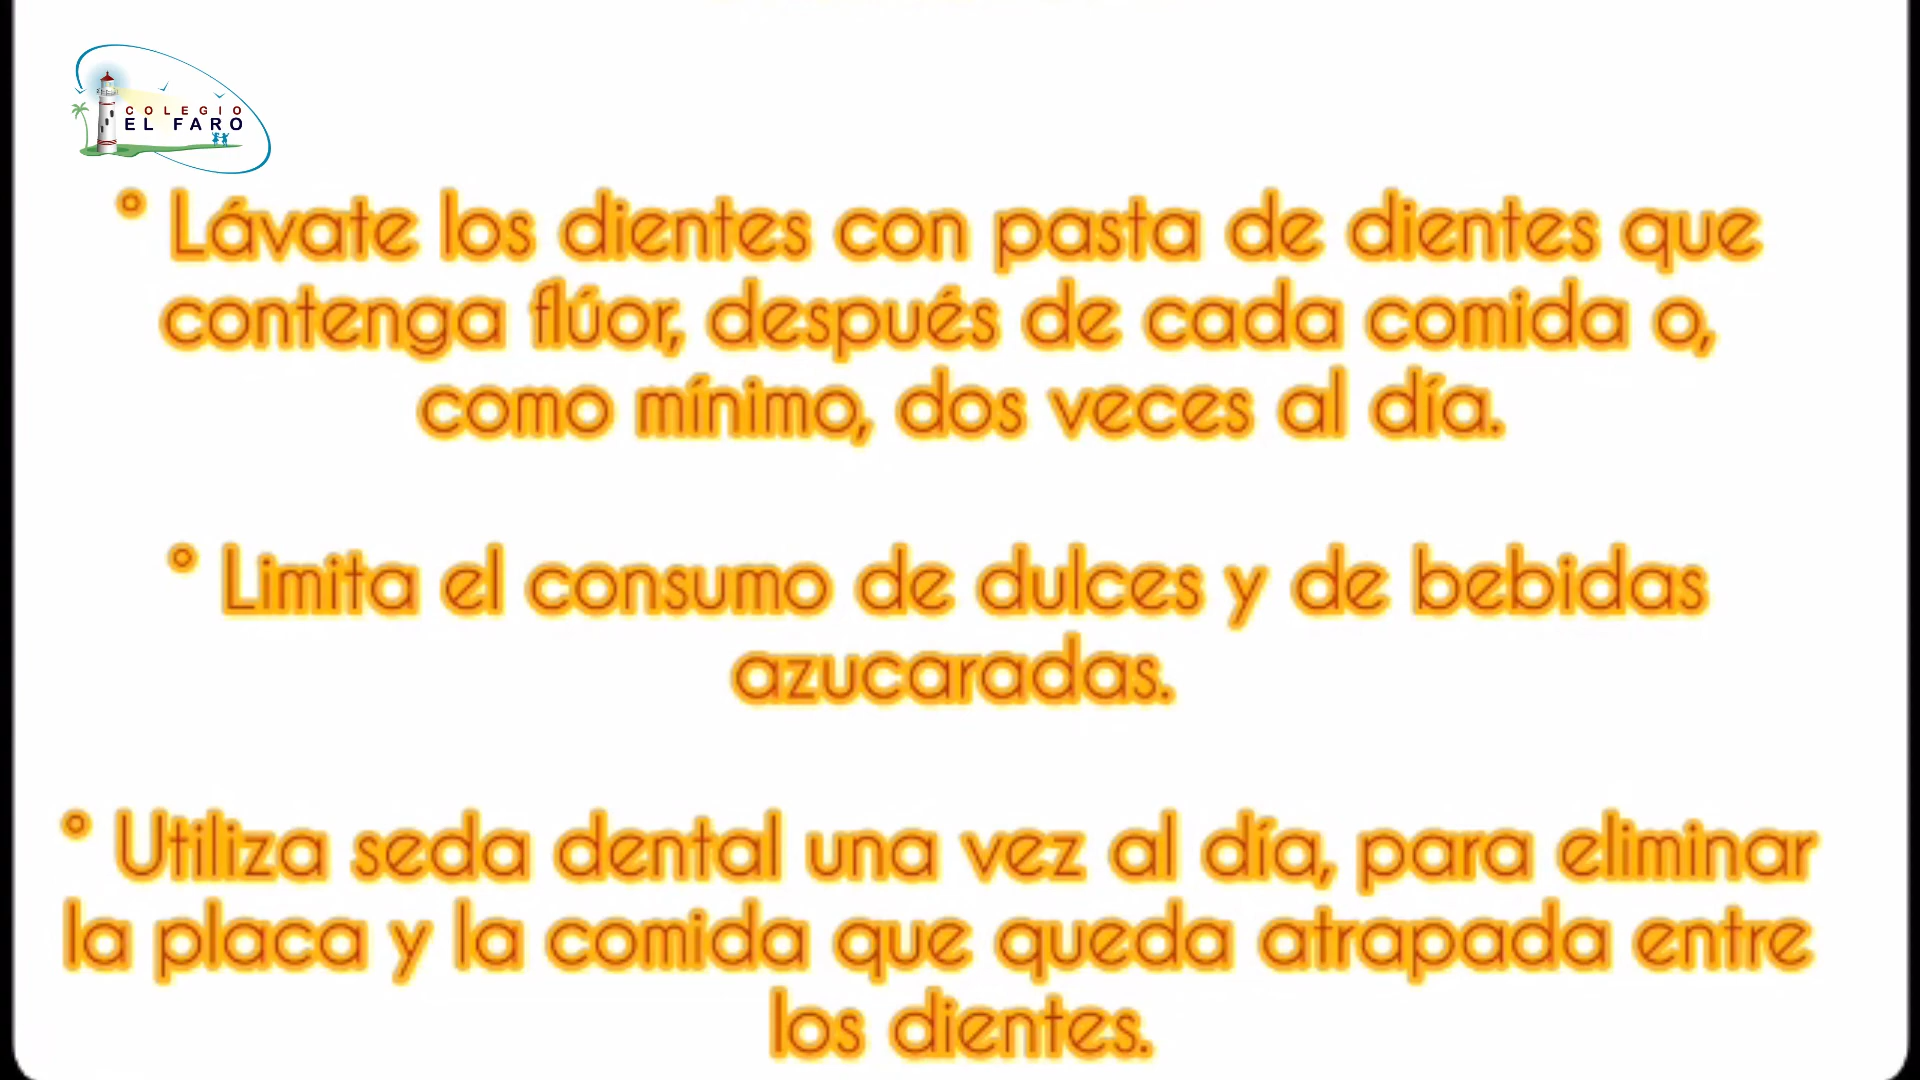 COLEGIO
EL FARO
° Lávate los dientes con pasta de dientes que
contenga flúor, después de cada comida o,
como mínimo, dos veces al día.
° Limita el consumo de dulces y de bebidas
azucaradas.
° Utiliza seda dental una vez al día, para eliminar
la placa y la comida que queda atrapada entre
los dientes.